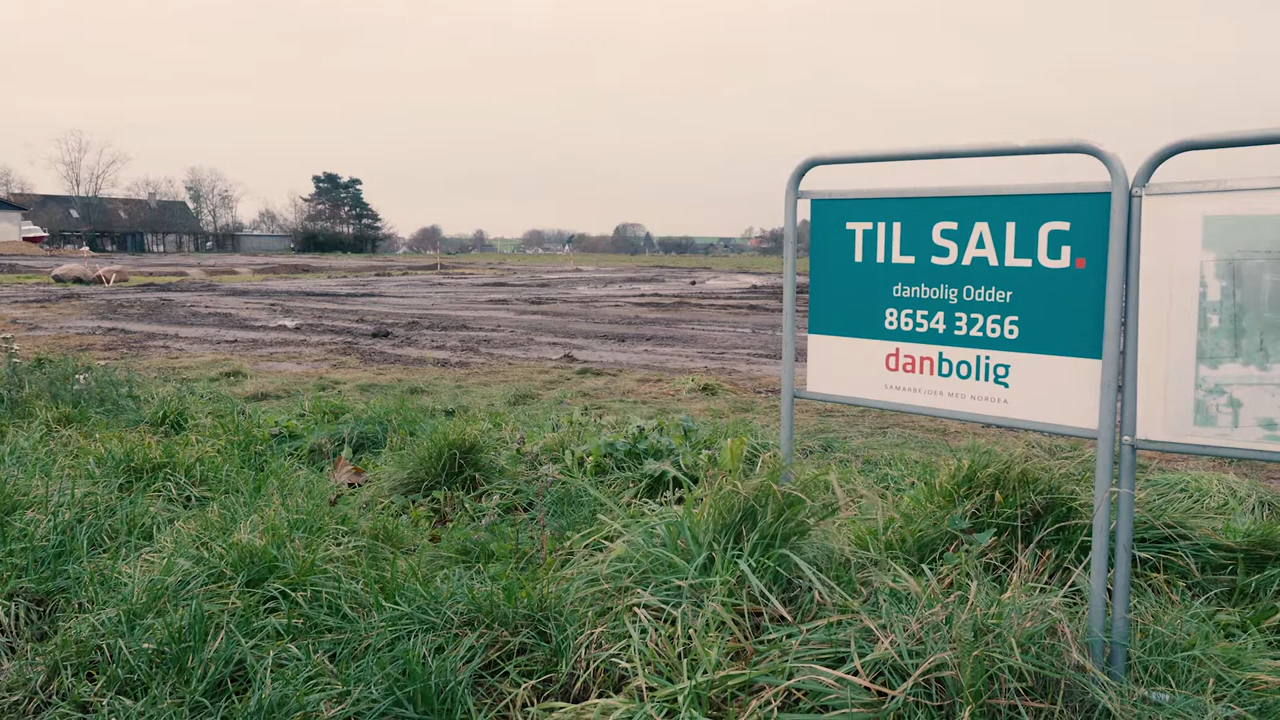 TIL SALG.
danbolig Odder
8654 3266
danbolig
SAMARBEJDER MED NORDEA